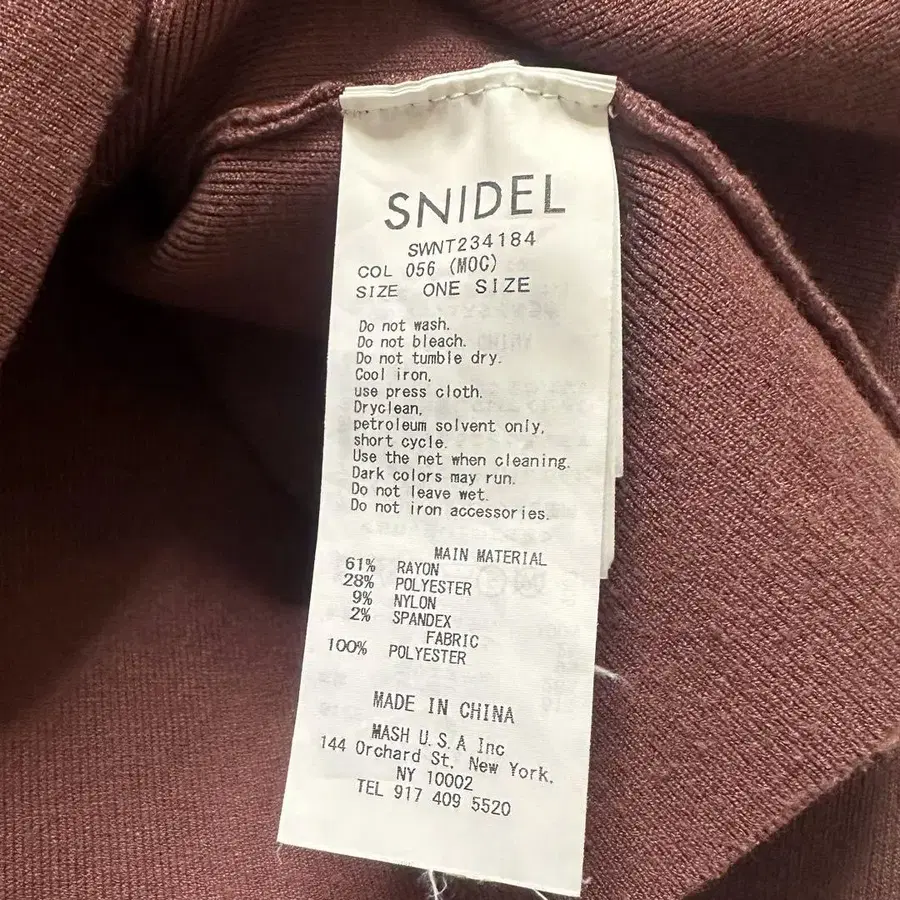 SNIDEL
SWNT234184
COL 056 (MOC)
SIZE ONE SIZE
Do not wash.
Do not bleach.
Do not tumble dry.
Cool iron,
use press cloth.
Dryclean,
petroleum solvent only,
short cycle.
Use the net when cleaning.
Dark colors may run.
Do not leave wet.
Do not iron accessories.
MAIN MATERIAL
61% RAYON
28% POLYESTER
9% NYLON
2% SPANDEX
FABRIC
100% POLYESTER
MADE IN CHINA
MASH U.S.A Inc
144 Orchard St, New York,
NY 10002
TEL 917 409 5520